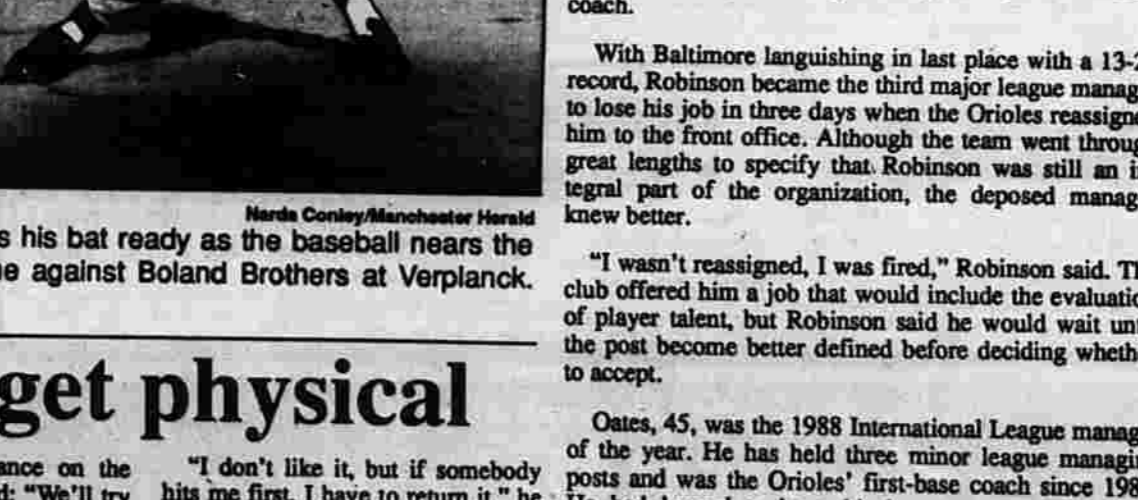 Narda Conley/Manchester Herald
s his bat ready as the baseball nears the
e against Boland Brothers at Verplanck.
get physical
ance on the
d: "We'll try
"I don't like it, but if somebody
hits me first, I have to return it," he
coach.
With Baltimore languishing in last place with a 13-2
record, Robinson became the third major league manag
to lose his job in three days when the Orioles reassigne
him to the front office. Although the team went throug
great lengths to specify that Robinson was still an i
tegral part of the organization, the deposed manag
knew better.
"I wasn't reassigned, I was fired," Robinson said. Th
club offered him a job that would include the evaluatio
of player talent, but Robinson said he would wait un
the post become better defined before deciding wheth
to accept.
Oates, 45, was the 1988 International League manag
of the year. He has held three minor league managin
posts and was the Orioles' first-base coach since 198